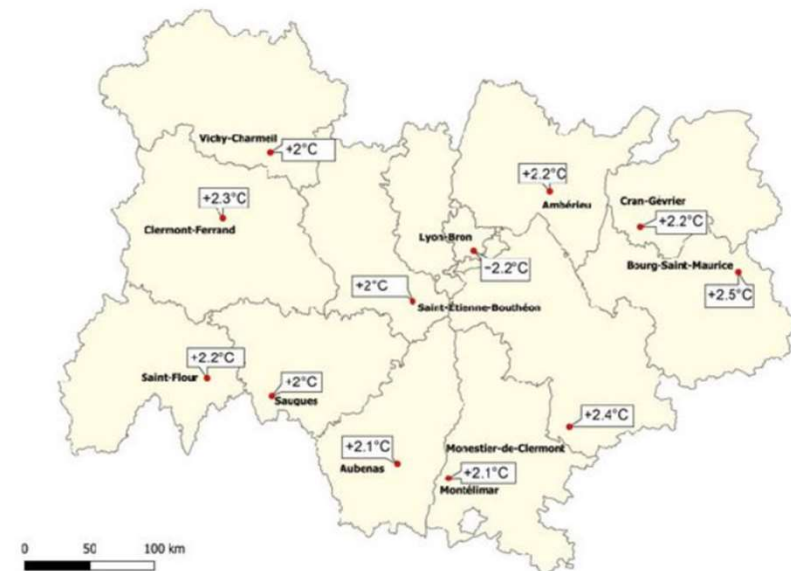 Vichy-Charmeil
+2°C
+2.3°C
Clermont-Ferrand
+2.2°C
Ambérieu
Cran-Gévrier
+2.2°C
Lyon-Bron
−2.2°C
Bourg-Saint-Maurice
+2.5°C
+2°C
Saint-Étienne-Bouthéon
+2.2°C
Saint-Flour
+2°C
Saugues
+2.4°C
+2.1°C
Aubenas
Monestier-de-Clermont
+2.1°C
Montélimar
0 50 100 km